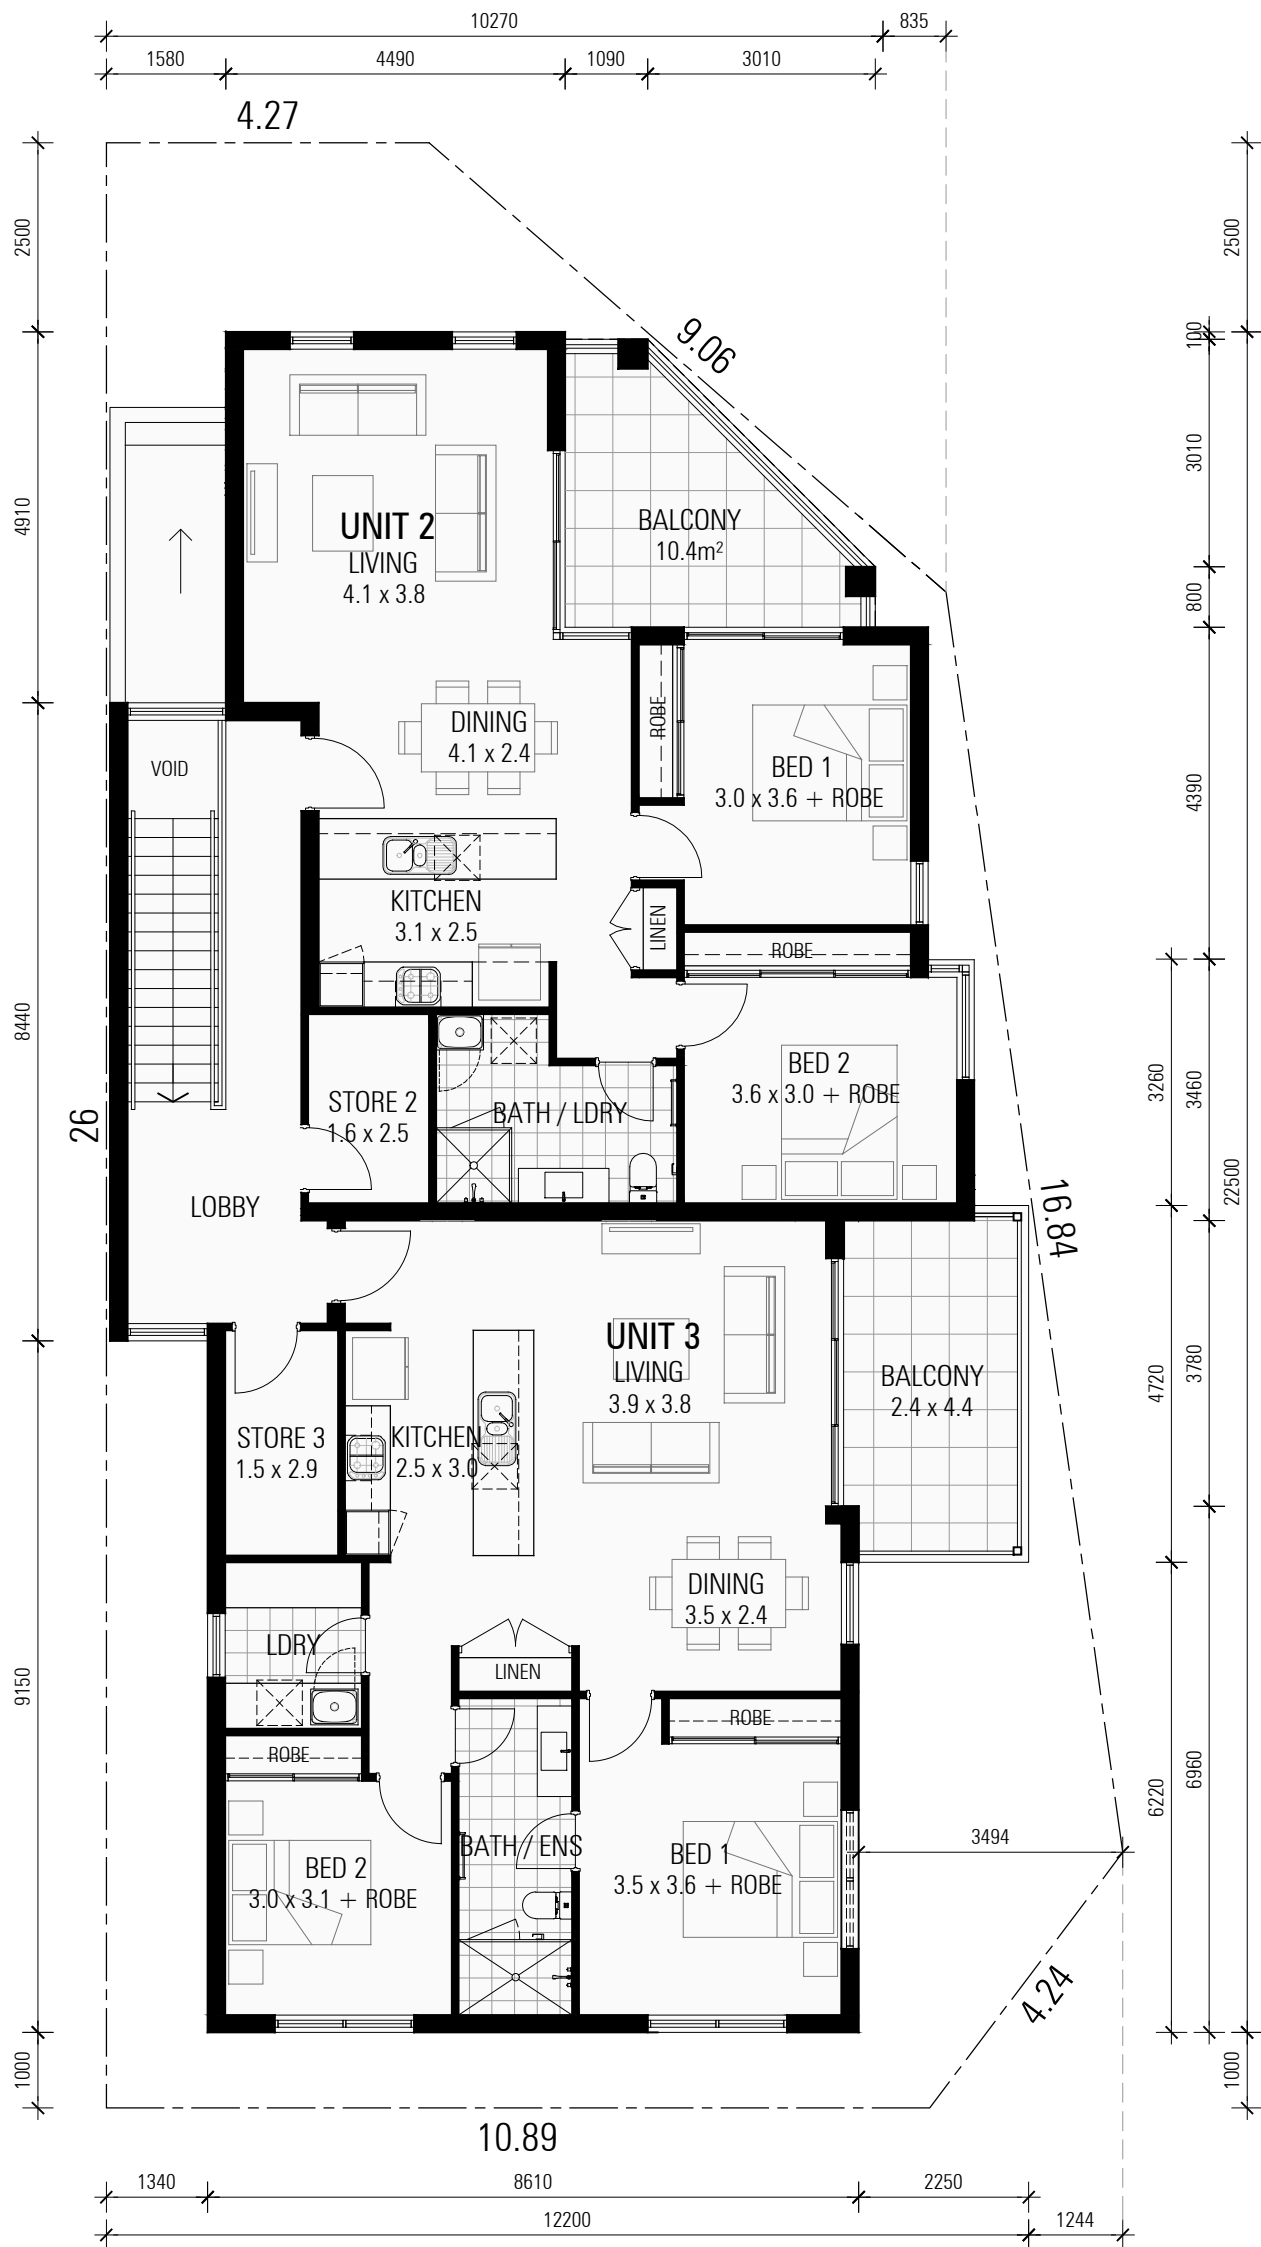 10270
835
1580
4490
1090
3010
4.27
2500
2500
9.06
100
4910
UNIT 2
LIVING
4.1 x 3.8
BALCONY
10.4m²
3010
800
DINING
4.1 x 2.4
ROBE
VOID
BED 1
3.0 x 3.6 + ROBE
4390
KITCHEN
3.1 x 2.5
LINEN
ROBE
8440
26
STORE 2
1.6 x 2.5
BATH / LDRY
BED 2
3.6 x 3.0 + ROBE
3260
3460
22500
LOBBY
16.84
UNIT 3
LIVING
3.9 x 3.8
BALCONY
2.4 x 4.4
4720
3780
STORE 3
1.5 x 2.9
KITCHEN
2.5 x 3.0
DINING
3.5 x 2.4
LDRY
LINEN
9150
ROBE
ROBE
6220
6960
BATH / ENS
BED 2
3.0 x 3.1 + ROBE
BED 1
3.5 x 3.6 + ROBE
3494
4.24
1000
1000
10.89
1340
8610
2250
12200
1244